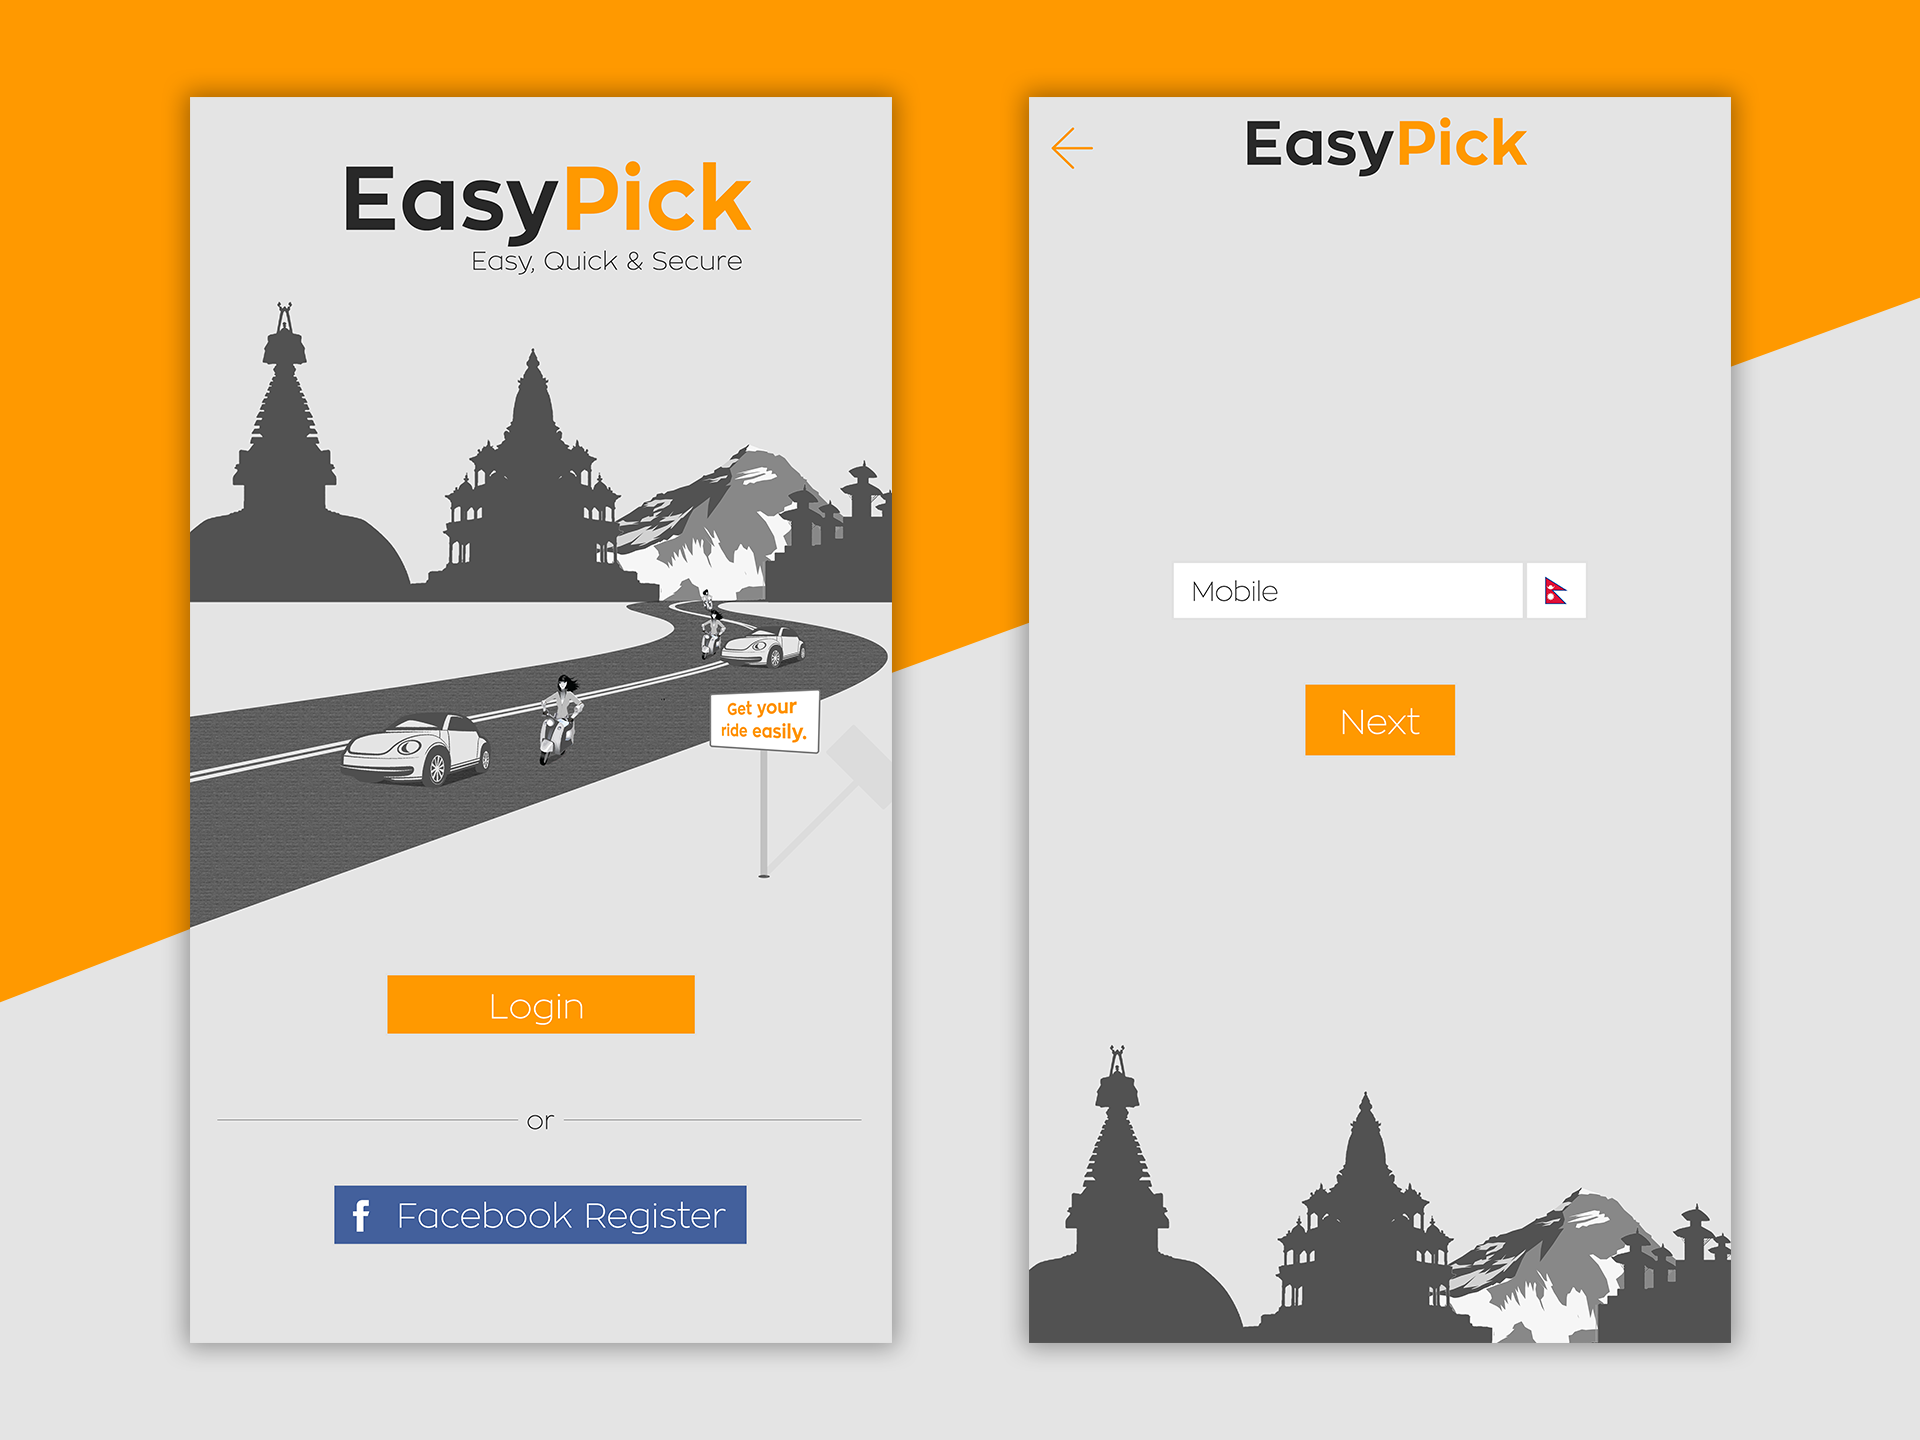 EasyPick
Easy, Quick & Secure
Get your
ride easily.
Login
or
f Facebook Register
EasyPick
Mobile
Next